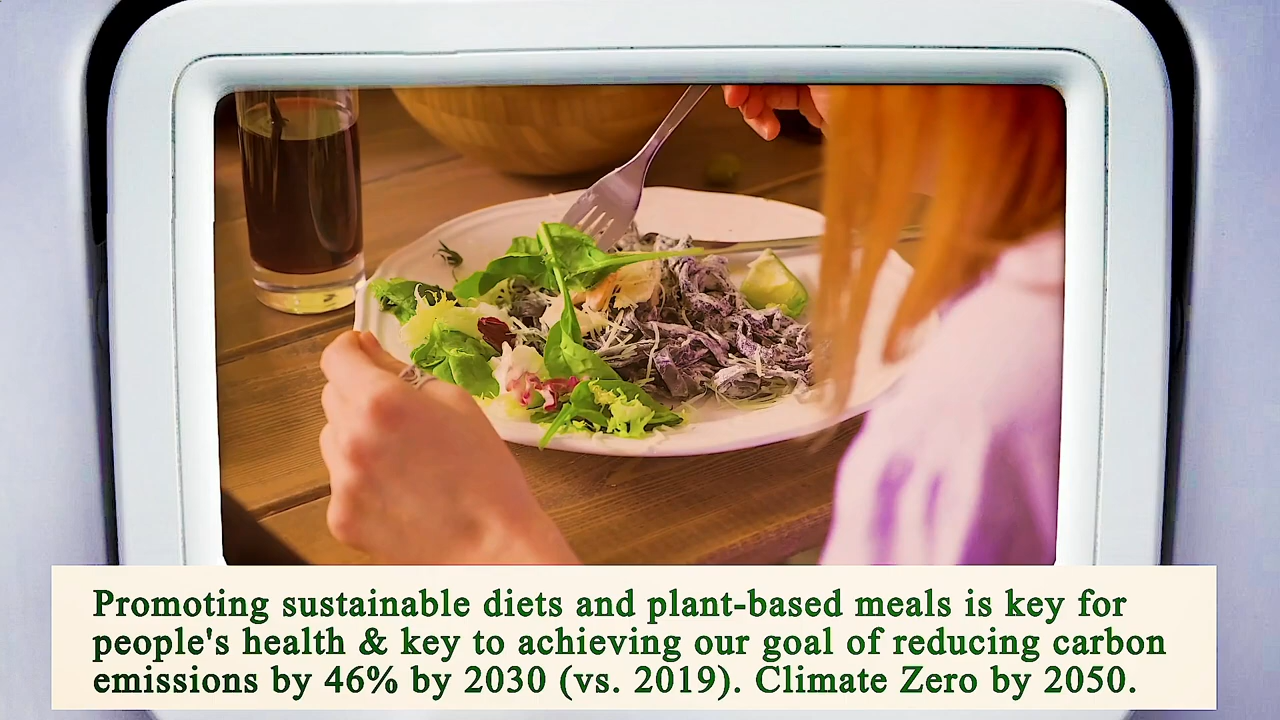 Promoting sustainable diets and plant-based meals is key for
people's health & key to achieving our goal of reducing carbon
emissions by 46% by 2030 (vs. 2019). Climate Zero by 2050.